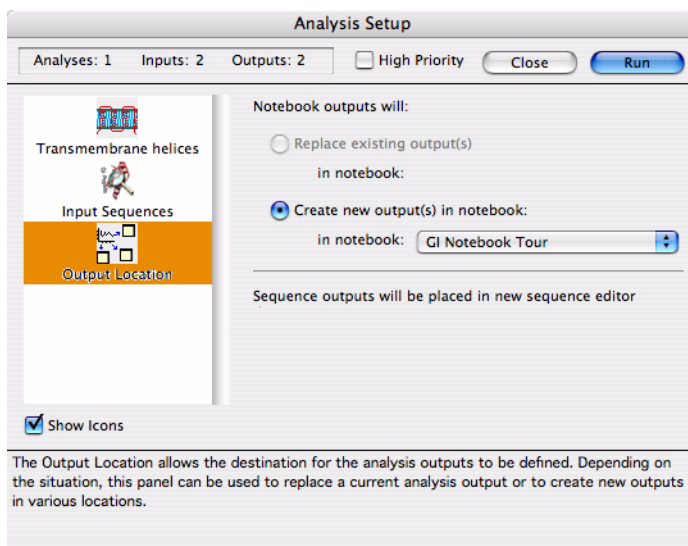 Analysis Setup
Analyses: 1 Inputs: 2 Outputs: 2 High Priority Close Run
Transmembrane helices
Input Sequences
Output Location
Show Icons
Notebook outputs will:
Replace existing output(s)
in notebook:
Create new output(s) in notebook:
in notebook: GI Notebook Tour
Sequence outputs will be placed in new sequence editor
The Output Location allows the destination for the analysis outputs to be defined. Depending on
the situation, this panel can be used to replace a current analysis output or to create new outputs
in various locations.